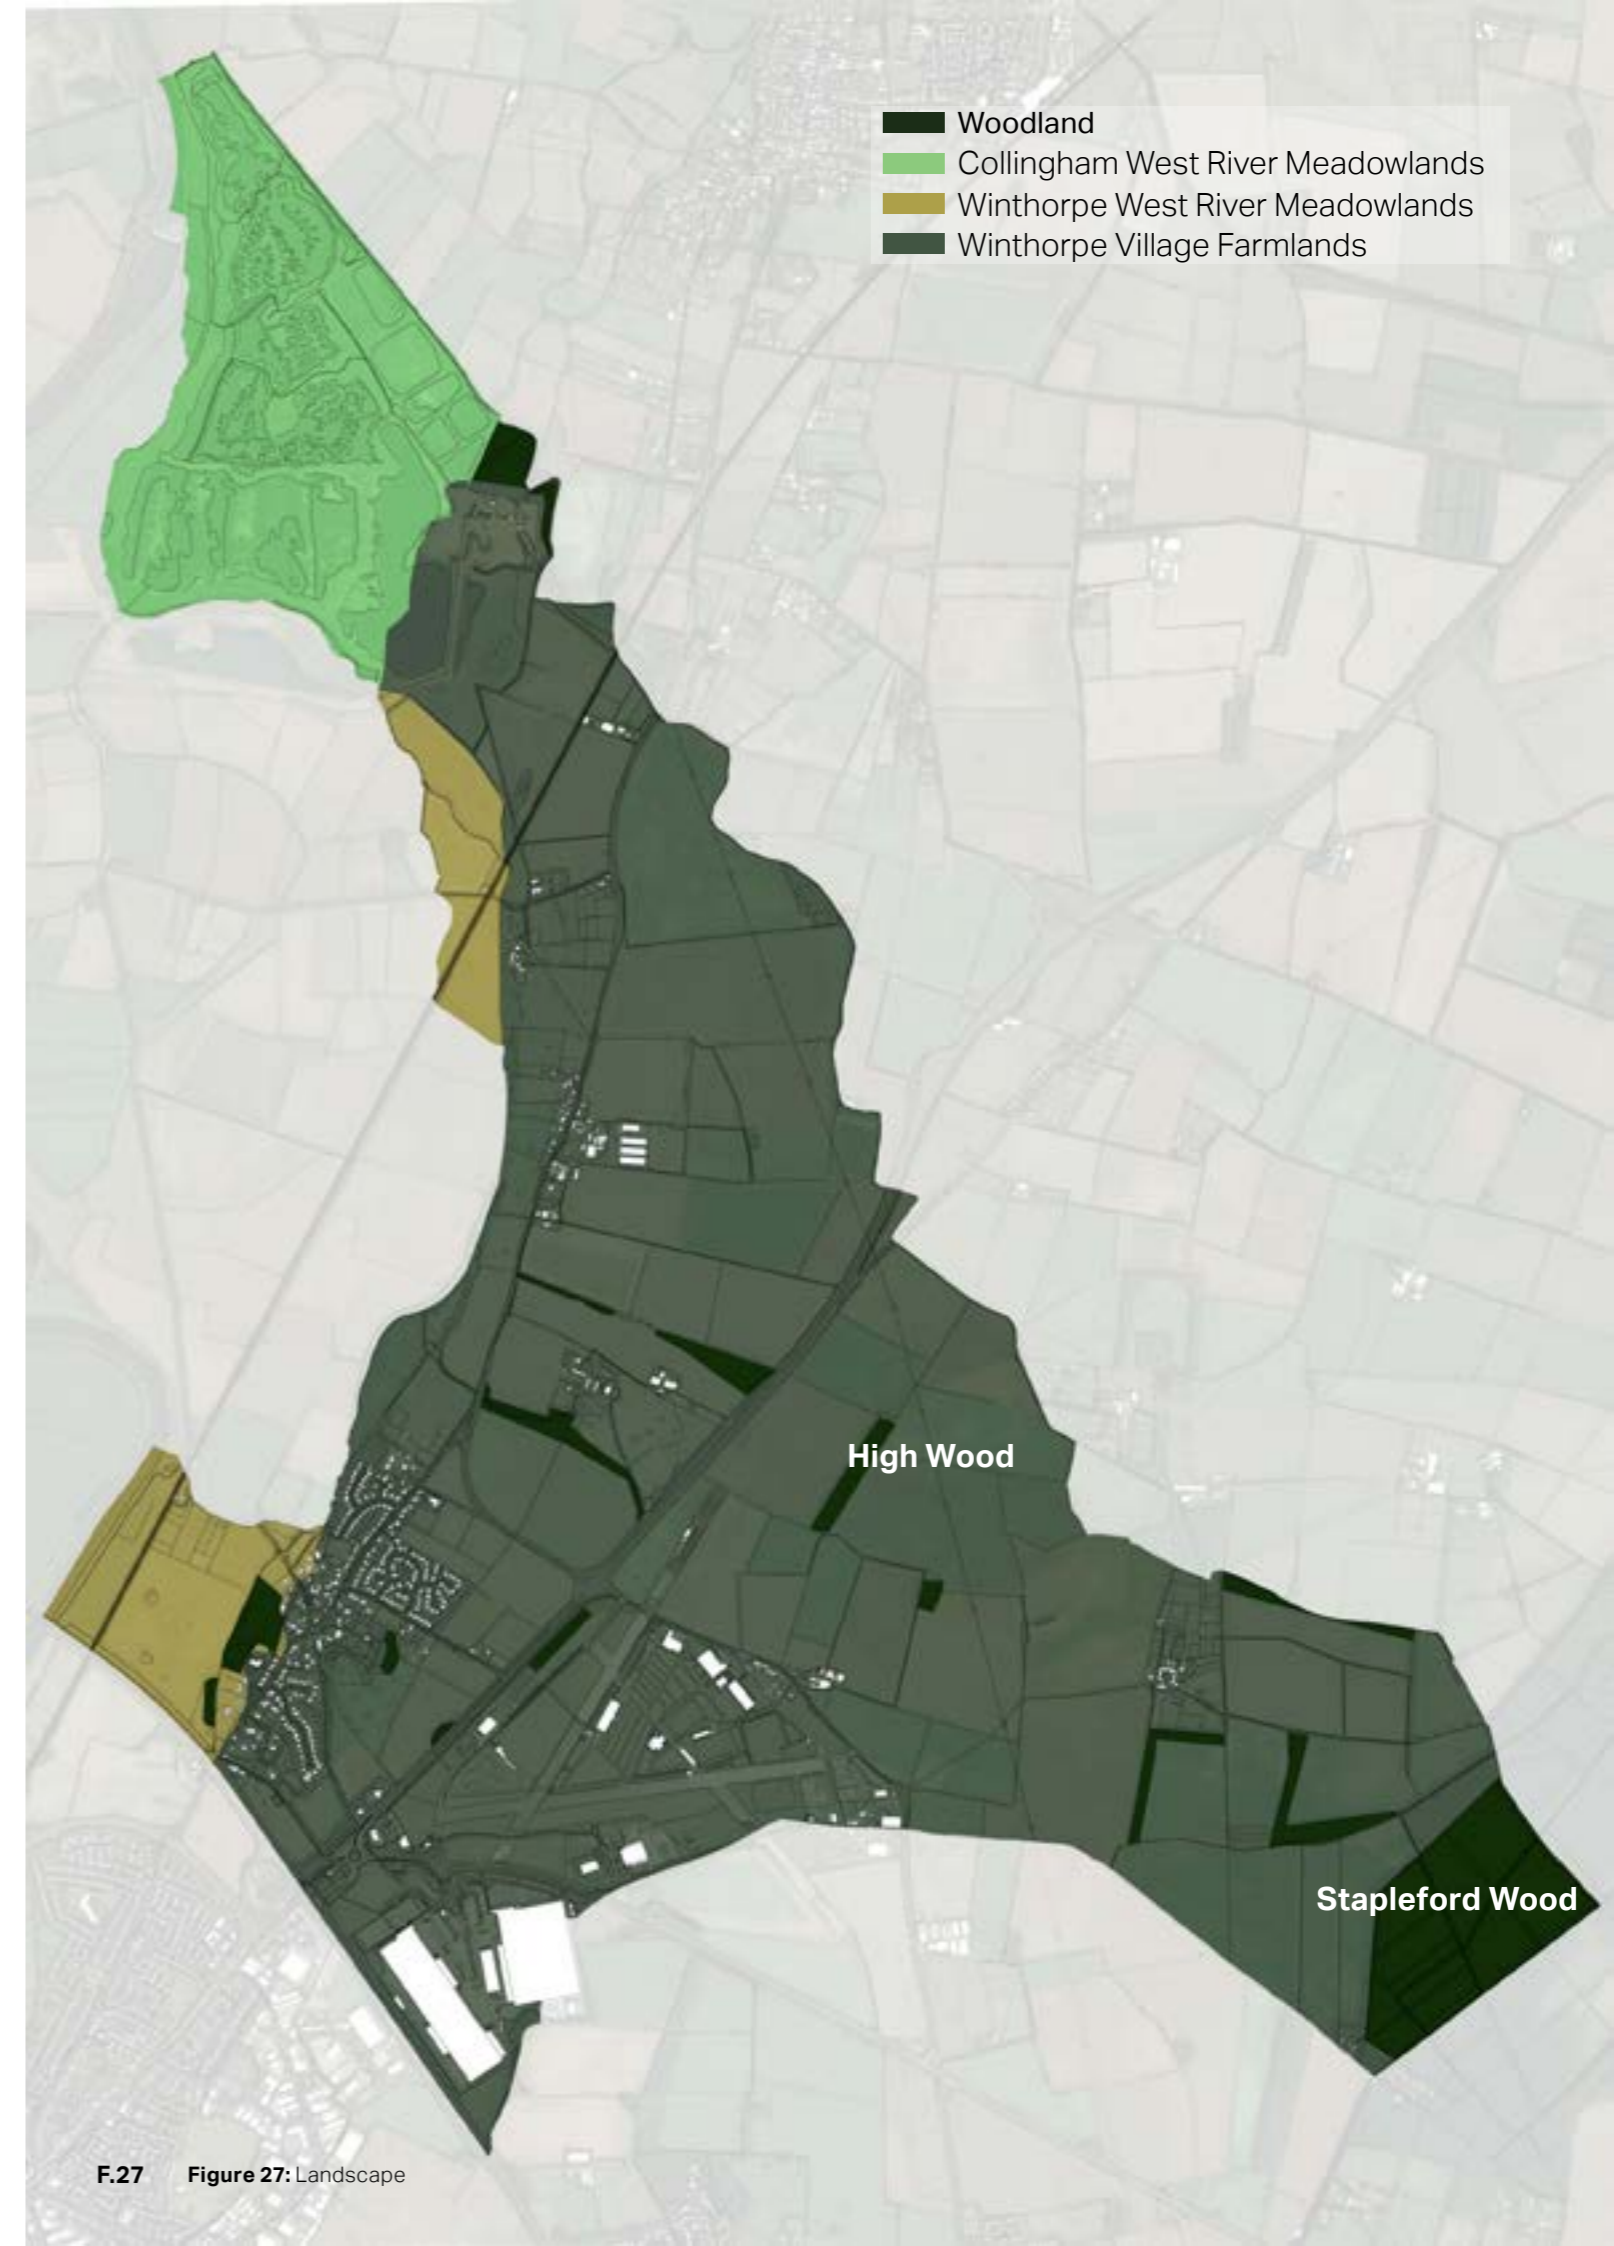 Woodland
Collingham West River Meadowlands
Winthorpe West River Meadowlands
Winthorpe Village Farmlands
High Wood
Stapleford Wood
F.27 Figure 27: Landscape